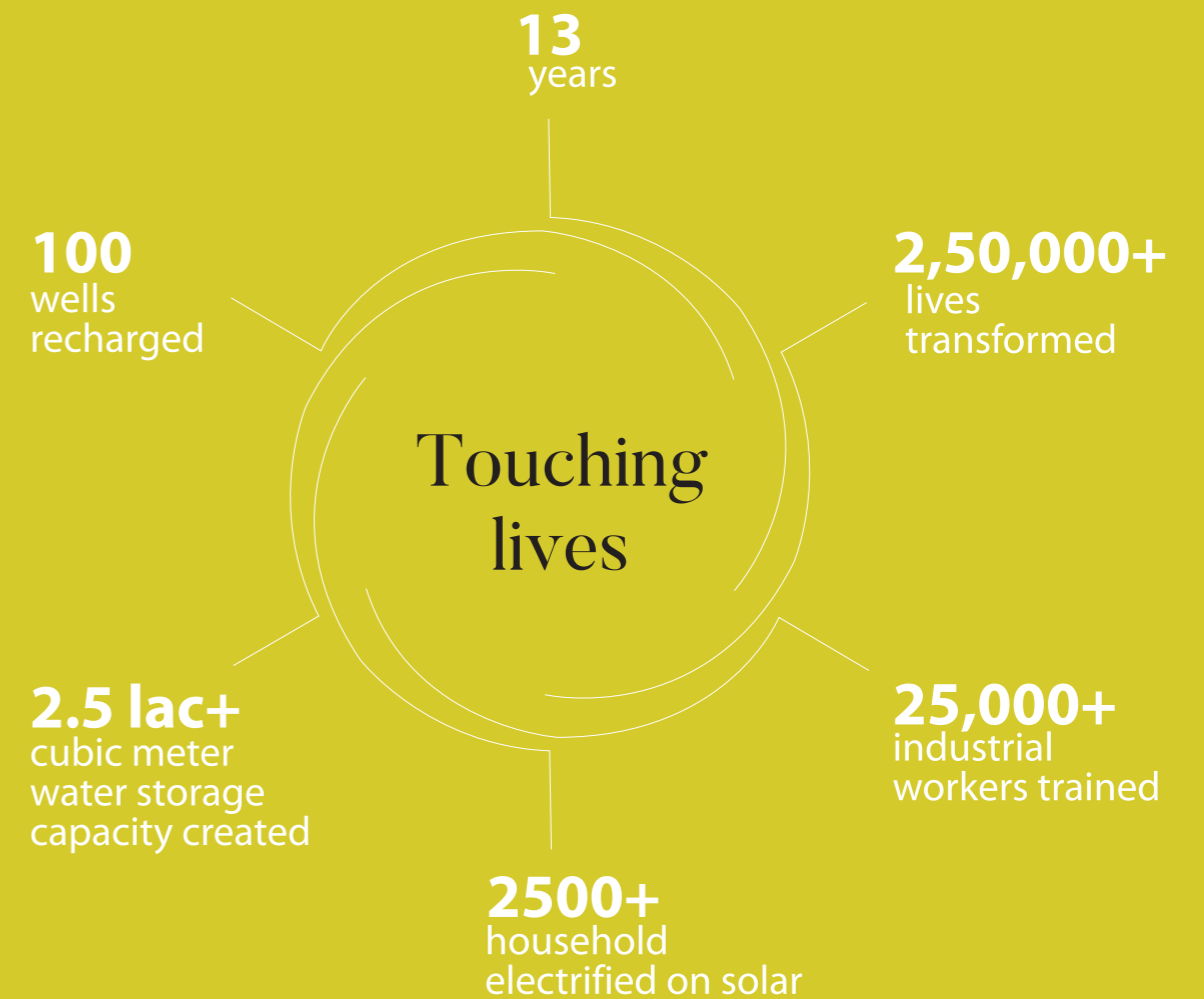 13
years
100
wells
recharged
2,50,000+
lives
transformed
Touching
lives
2.5 lac+
cubic meter
water storage
capacity created
25,000+
industrial
workers trained
2500+
household
electrified on solar